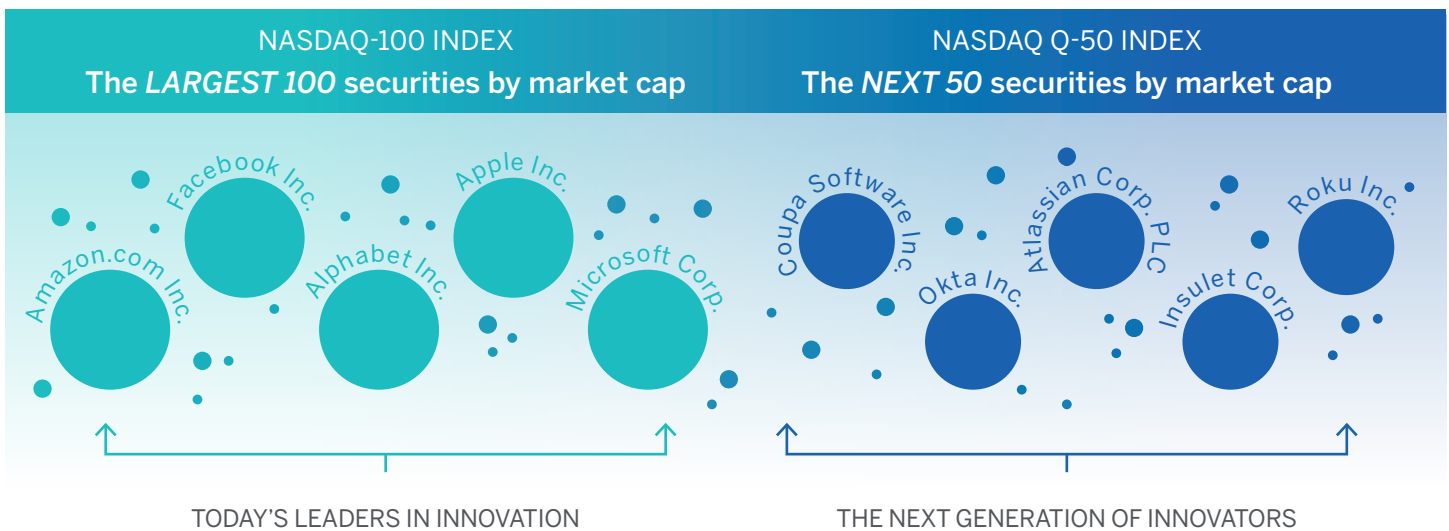 NASDAQ-100 INDEX
The LARGEST 100 securities by market cap
NASDAQ Q-50 INDEX
The NEXT 50 securities by market cap
Amazon.com Inc.
Facebook Inc.
Alphabet Inc.
Apple Inc.
Microsoft Corp.
Coupa Software Inc.
Okta Inc.
Atlassian Corp. PLC
Insulet Corp.
Roku Inc.
TODAY'S LEADERS IN INNOVATION
THE NEXT GENERATION OF INNOVATORS